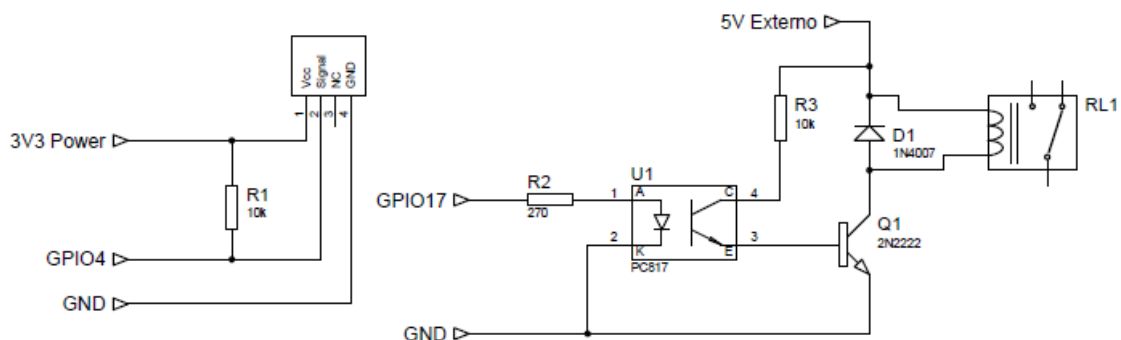 Vcc
Signal
NC
GND
1
2
3
4
3V3 Power
R1
10k
GPIO4
GND
5V Externo
R3
10k
RL1
D1
1N4007
U1
R2
270
GPIO17
1
A
C
4
2
K
E
3
PC817
Q1
2N2222
GND